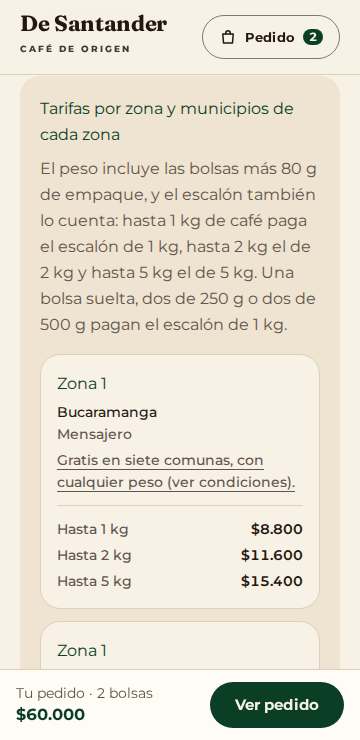 De Santander
CAFÉ DE ORIGEN
Pedido 2
Tarifas por zona y municipios de
cada zona
El peso incluye las bolsas más 80 g
de empaque, y el escalón también
lo cuenta: hasta 1 kg de café paga
el escalón de 1 kg, hasta 2 kg el de
2 kg y hasta 5 kg el de 5 kg. Una
bolsa suelta, dos de 250 g o dos de
500 g pagan el escalón de 1 kg.
Zona 1
Bucaramanga
Mensajero
Gratis en siete comunas, con
cualquier peso (ver condiciones).
Hasta 1 kg $8.800
Hasta 2 kg $11.600
Hasta 5 kg $15.400
Zona 1
Tu pedido · 2 bolsas
$60.000
Ver pedido